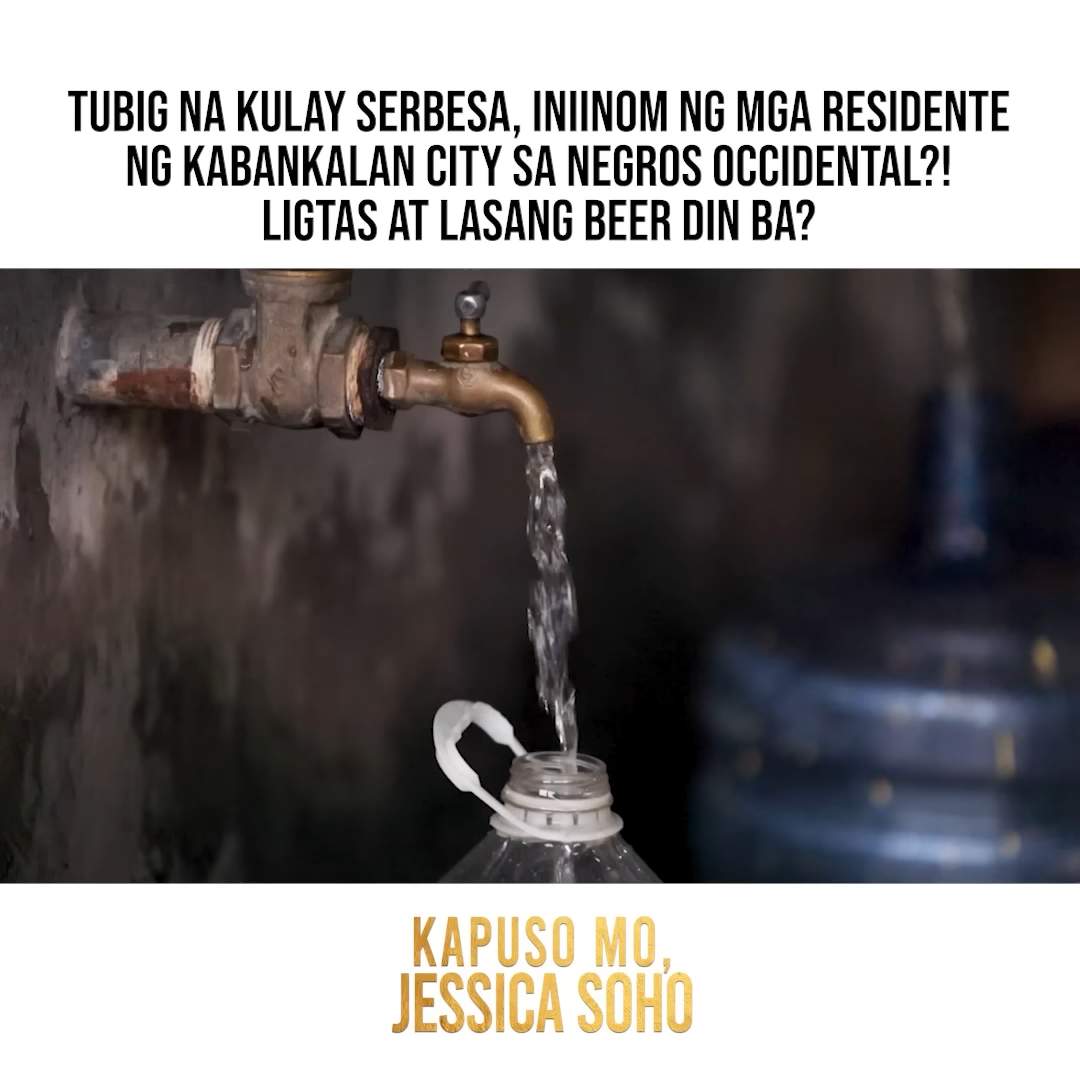 TUBIG NA KULAY SERBESA, INIINOM NG MGA RESIDENTE
NG KABANKALAN CITY SA NEGROS OCCIDENTAL?!
LIGTAS AT LASANG BEER DIN BA?
KAPUSO MO,
JESSICA SOHO